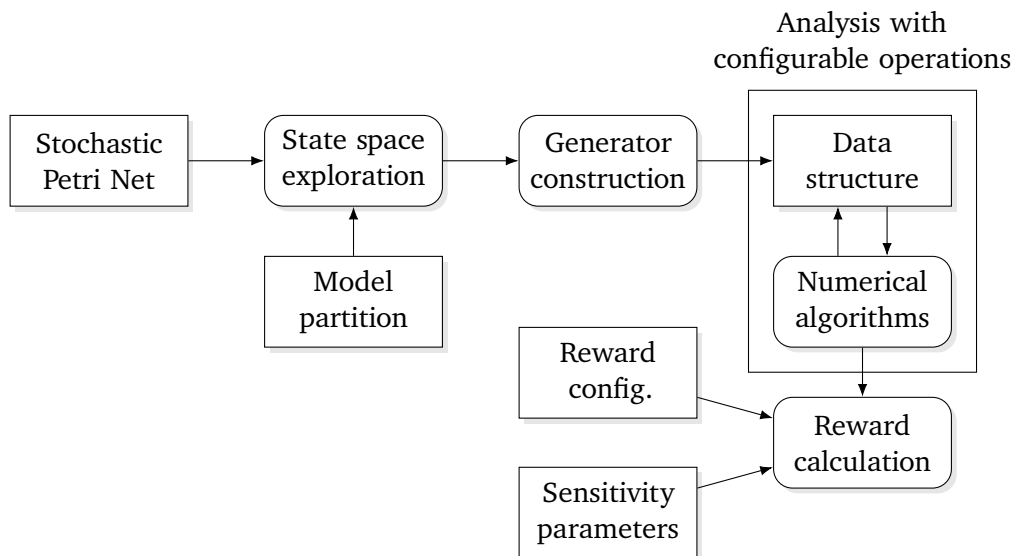 Analysis with
configurable operations
Stochastic
Petri Net
State space
exploration
Generator
construction
Data
structure
Model
partition
Numerical
algorithms
Reward
config.
Reward
calculation
Sensitivity
parameters